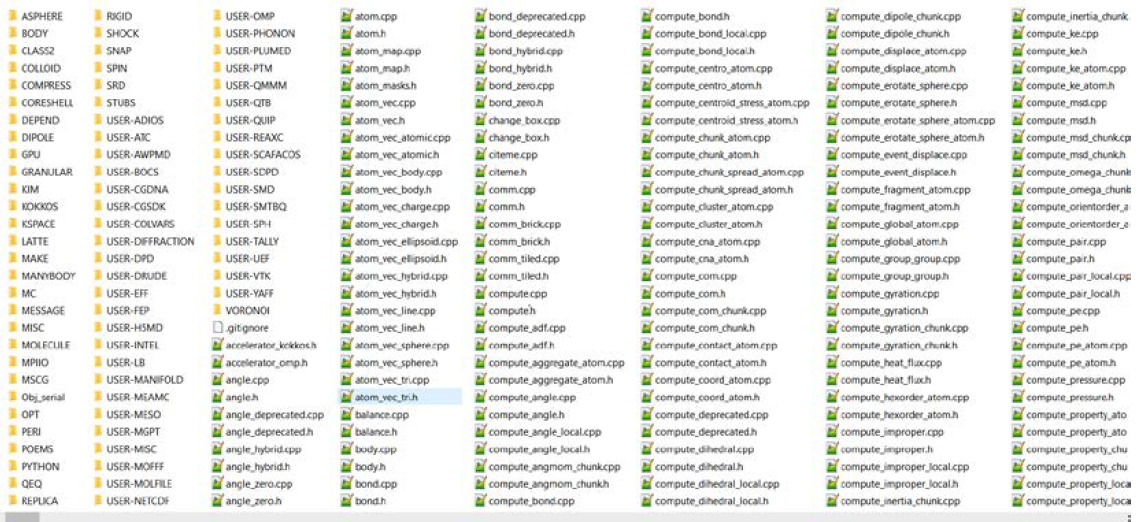 ASPHERE
BODY
CLASS2
COLLOID
COMPRESS
CORESHELL
DEPEND
DIPOLE
GPU
GRANULAR
KIM
KOKKOS
KSPACE
LATTE
MAKE
MANYBODY
MC
MESSAGE
MISC
MOLECULE
MPIIO
MSCG
Obj_serial
OPT
PERI
POEMS
PYTHON
QEQ
REPLICA
RIGID
SHOCK
SNAP
SPIN
SRD
STUBS
USER-ADIOS
USER-ATC
USER-AWPMD
USER-BOCS
USER-CGDNA
USER-CGSDK
USER-COLVARS
USER-DIFFRACTION
USER-DPD
USER-DRUDE
USER-EFF
USER-FEP
USER-H5MD
USER-INTEL
USER-LB
USER-MANIFOLD
USER-MEAMC
USER-MESO
USER-MGPT
USER-MISC
USER-MOFFF
USER-MOLFILE
USER-NETCDF
USER-OMP
USER-PHONON
USER-PLUMED
USER-PTM
USER-QMMM
USER-QTB
USER-QUIP
USER-REAXC
USER-SCAFACOS
USER-SDPD
USER-SMD
USER-SMTBQ
USER-SPH
USER-TALLY
USER-UEF
USER-VTK
USER-YAFF
VORONOI
.gitignore
accelerator_kokkos.h
accelerator_omp.h
angle.cpp
angle.h
angle_deprecated.cpp
angle_deprecated.h
angle_hybrid.cpp
angle_hybrid.h
angle_zero.cpp
angle_zero.h
atom.cpp
atom.h
atom_map.cpp
atom_map.h
atom_masks.h
atom_vec.cpp
atom_vec.h
atom_vec_atomic.cpp
atom_vec_atomic.h
atom_vec_body.cpp
atom_vec_body.h
atom_vec_charge.cpp
atom_vec_charge.h
atom_vec_ellipsoid.cpp
atom_vec_ellipsoid.h
atom_vec_hybrid.cpp
atom_vec_hybrid.h
atom_vec_line.cpp
atom_vec_line.h
atom_vec_sphere.cpp
atom_vec_sphere.h
atom_vec_tri.cpp
atom_vec_tri.h
balance.cpp
balance.h
body.cpp
body.h
bond.cpp
bond.h
bond_deprecated.cpp
bond_deprecated.h
bond_hybrid.cpp
bond_hybrid.h
bond_zero.cpp
bond_zero.h
change_box.cpp
change_box.h
citeme.cpp
citeme.h
comm.cpp
comm.h
comm_brick.cpp
comm_brick.h
comm_tiled.cpp
comm_tiled.h
compute.cpp
compute.h
compute_adf.cpp
compute_adf.h
compute_aggregate_atom.cpp
compute_aggregate_atom.h
compute_angle.cpp
compute_angle.h
compute_angle_local.cpp
compute_angle_local.h
compute_angmom_chunk.cpp
compute_angmom_chunk.h
compute_bond.cpp
compute_bond.h
compute_bond_local.cpp
compute_bond_local.h
compute_centro_atom.cpp
compute_centro_atom.h
compute_centroid_stress_atom.cpp
compute_centroid_stress_atom.h
compute_chunk_atom.cpp
compute_chunk_atom.h
compute_chunk_spread_atom.cpp
compute_chunk_spread_atom.h
compute_cluster_atom.cpp
compute_cluster_atom.h
compute_cna_atom.cpp
compute_cna_atom.h
compute_com.cpp
compute_com.h
compute_com_chunk.cpp
compute_com_chunk.h
compute_contact_atom.cpp
compute_contact_atom.h
compute_coord_atom.cpp
compute_coord_atom.h
compute_deprecated.cpp
compute_deprecated.h
compute_dihedral.cpp
compute_dihedral.h
compute_dihedral_local.cpp
compute_dihedral_local.h
compute_dipole_chunk.cpp
compute_dipole_chunk.h
compute_displace_atom.cpp
compute_displace_atom.h
compute_erotate_sphere.cpp
compute_erotate_sphere.h
compute_erotate_sphere_atom.cpp
compute_erotate_sphere_atom.h
compute_event_displace.cpp
compute_event_displace.h
compute_fragment_atom.cpp
compute_fragment_atom.h
compute_global_atom.cpp
compute_global_atom.h
compute_group_group.cpp
compute_group_group.h
compute_gyration.cpp
compute_gyration.h
compute_gyration_chunk.cpp
compute_gyration_chunk.h
compute_heat_flux.cpp
compute_heat_flux.h
compute_hexorder_atom.cpp
compute_hexorder_atom.h
compute_improper.cpp
compute_improper.h
compute_improper_local.cpp
compute_improper_local.h
compute_inertia_chunk.cpp
compute_inertia_chunk
compute_ke.cpp
compute_ke.h
compute_ke_atom.cpp
compute_ke_atom.h
compute_msd.cpp
compute_msd.h
compute_msd_chunk.cp
compute_msd_chunk.h
compute_omega_chunk
compute_omega_chunk
compute_orientorder_a
compute_orientorder_a
compute_pair.cpp
compute_pair.h
compute_pair_local.cpp
compute_pair_local.h
compute_pe.cpp
compute_pe.h
compute_pe_atom.cpp
compute_pe_atom.h
compute_pressure.cpp
compute_pressure.h
compute_property_ato
compute_property_ato
compute_property_chu
compute_property_chu
compute_property_loca
compute_property_loca